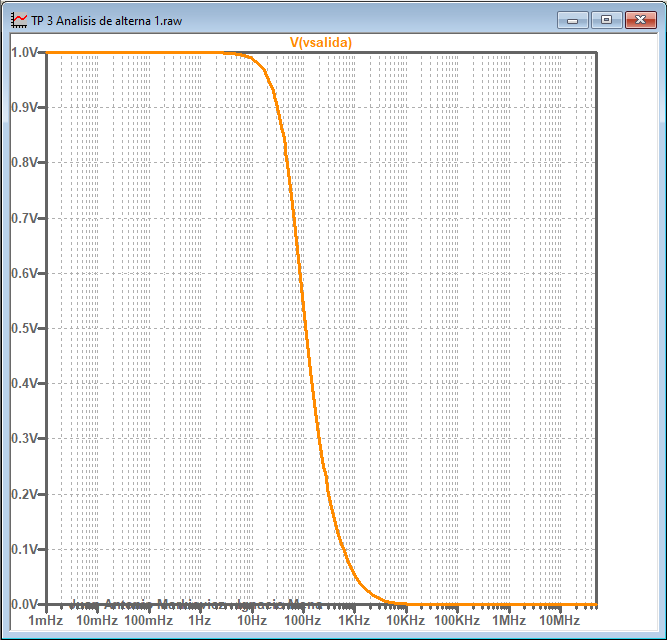 TP 3 Analisis de alterna 1.raw
V(vsalida)
1.0V
0.9V
0.8V
0.7V
0.6V
0.5V
0.4V
0.3V
0.2V
0.1V
0.0V
Juan Antonio
1mHz 10mHz 100mHz 1Hz 10Hz 100Hz 1KHz 10KHz 100KHz 1MHz 10MHz